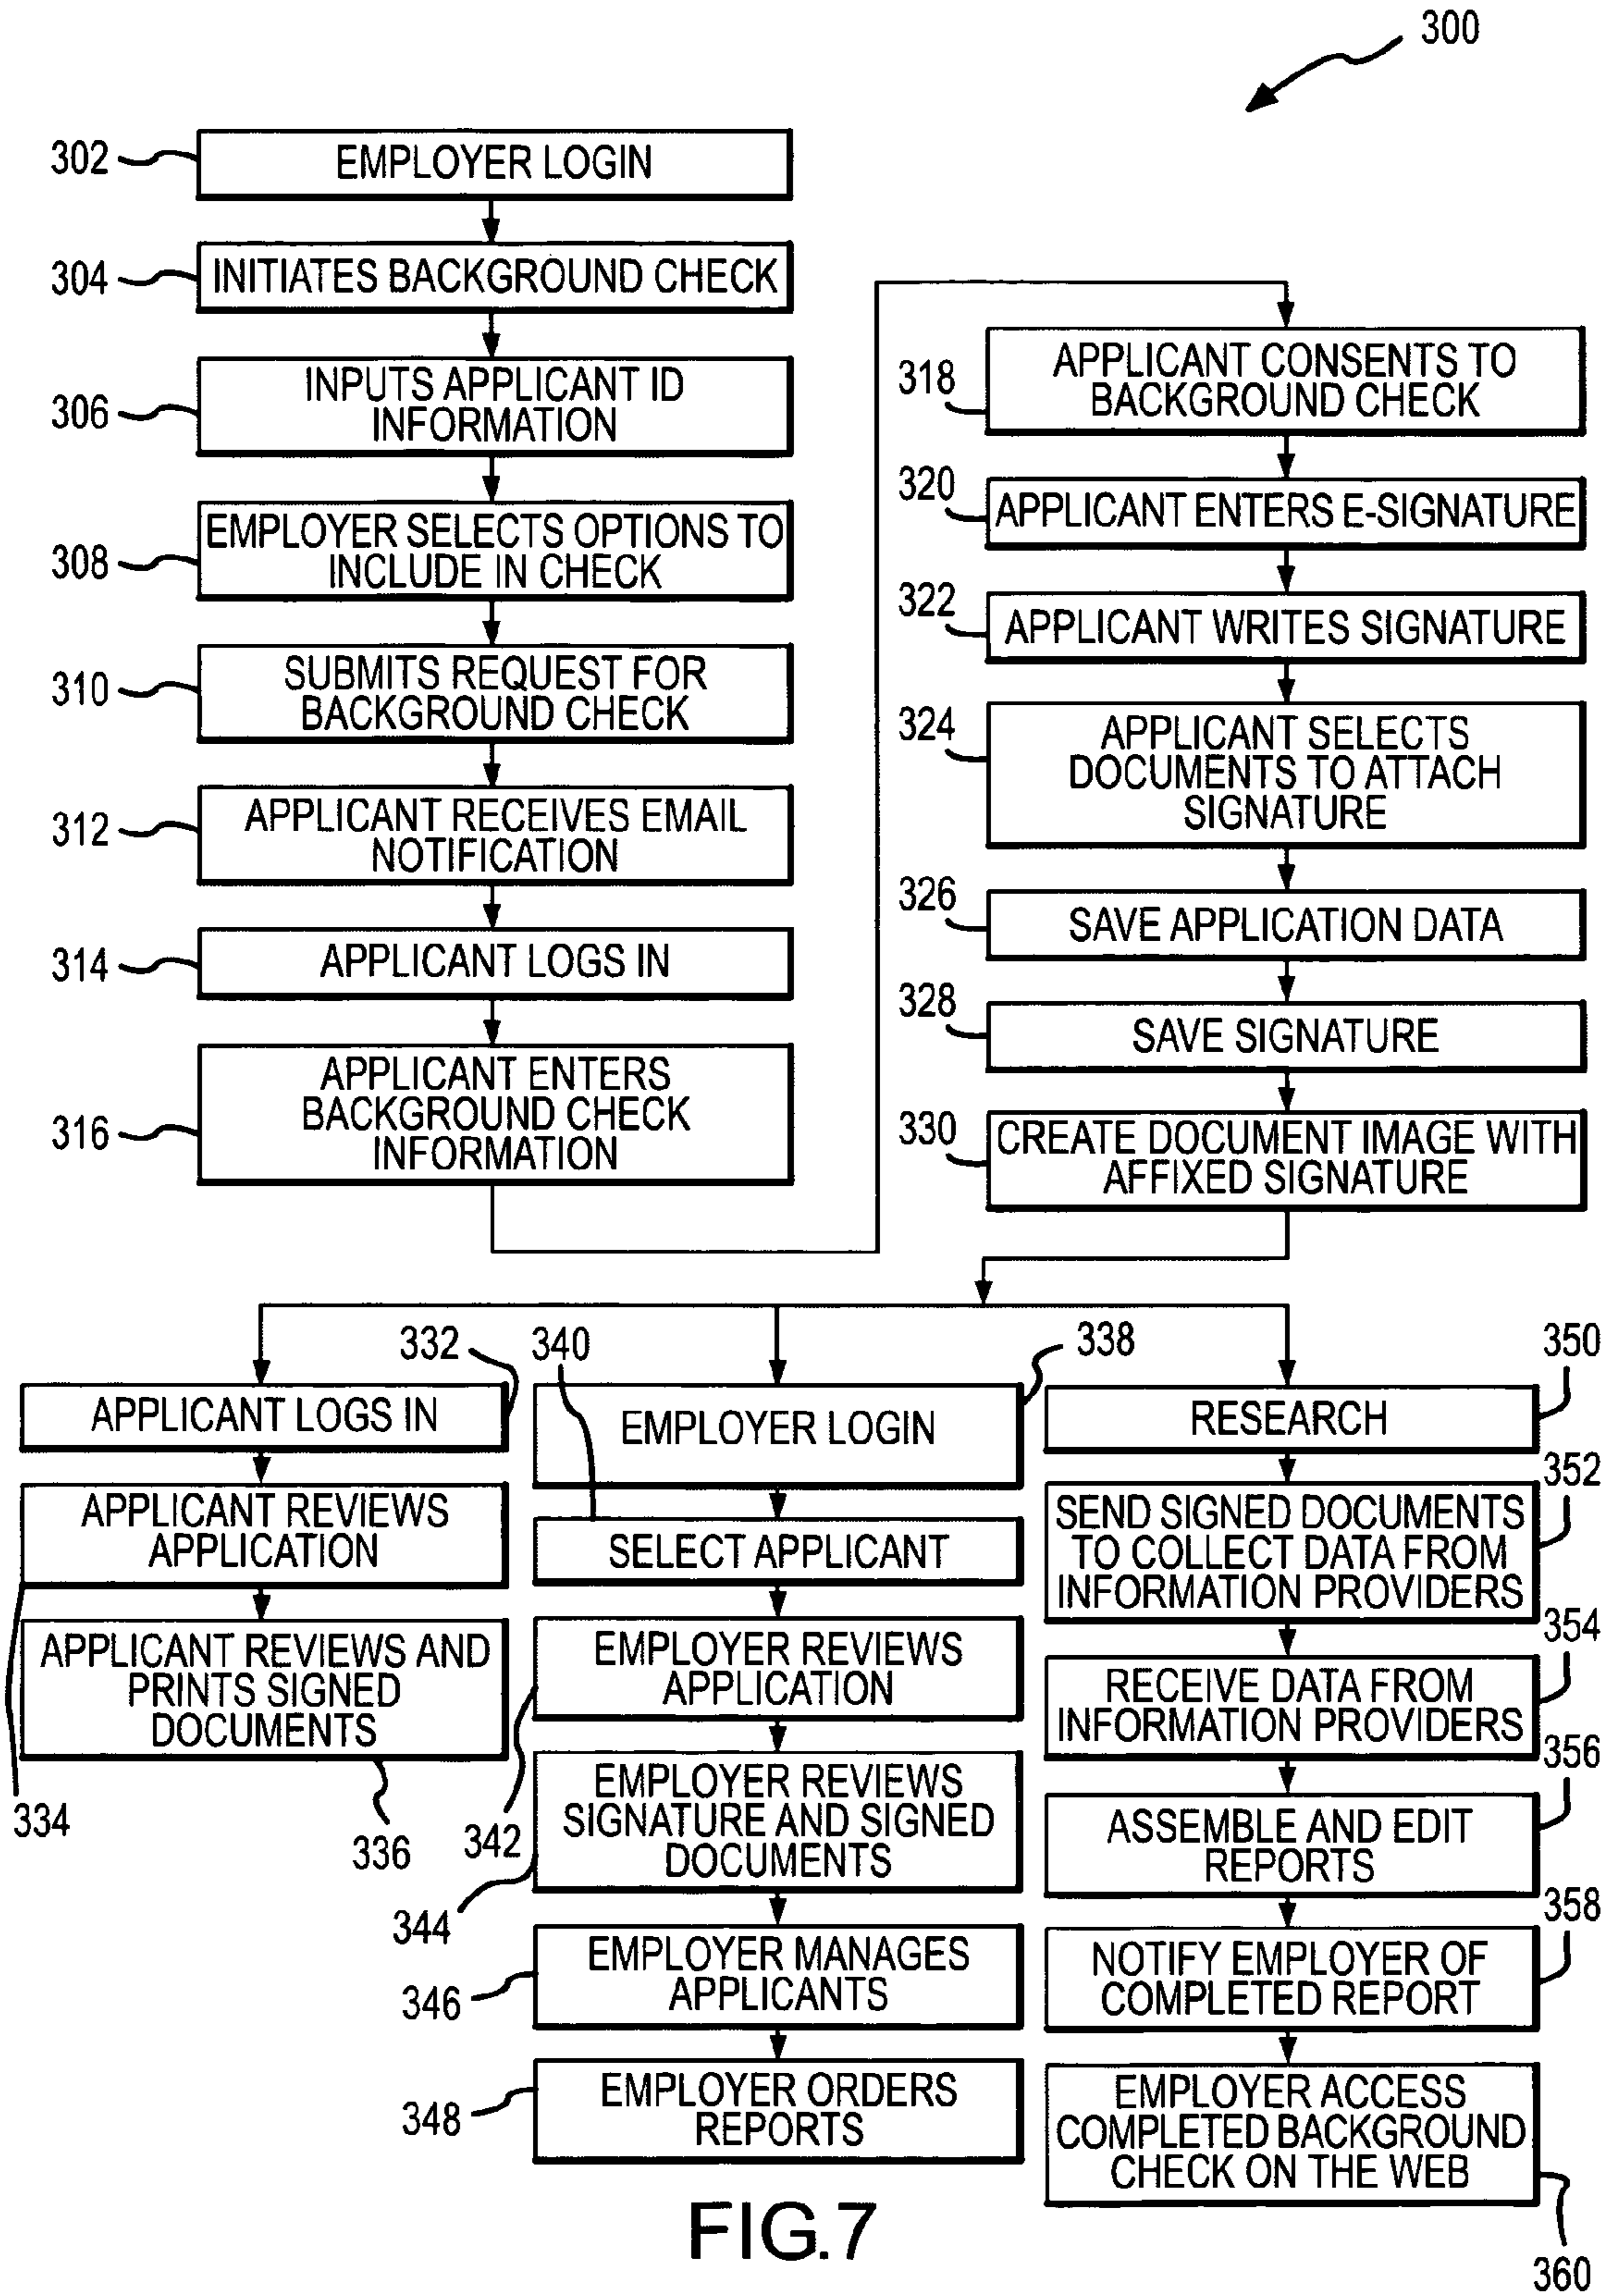 300
302
EMPLOYER LOGIN
304
INITIATES BACKGROUND CHECK
306
INPUTS APPLICANT ID
INFORMATION
308
EMPLOYER SELECTS OPTIONS TO
INCLUDE IN CHECK
310
SUBMITS REQUEST FOR
BACKGROUND CHECK
312
APPLICANT RECEIVES EMAIL
NOTIFICATION
314
APPLICANT LOGS IN
316
APPLICANT ENTERS
BACKGROUND CHECK
INFORMATION
318
APPLICANT CONSENTS TO
BACKGROUND CHECK
320
APPLICANT ENTERS E-SIGNATURE
322
APPLICANT WRITES SIGNATURE
324
APPLICANT SELECTS
DOCUMENTS TO ATTACH
SIGNATURE
326
SAVE APPLICATION DATA
328
SAVE SIGNATURE
330
CREATE DOCUMENT IMAGE WITH
AFFIXED SIGNATURE
332
APPLICANT LOGS IN
APPLICANT REVIEWS
APPLICATION
334
APPLICANT REVIEWS AND
PRINTS SIGNED
DOCUMENTS
336
338
EMPLOYER LOGIN
340
SELECT APPLICANT
EMPLOYER REVIEWS
APPLICATION
342
EMPLOYER REVIEWS
SIGNATURE AND SIGNED
DOCUMENTS
344
EMPLOYER MANAGES
APPLICANTS
346
EMPLOYER ORDERS
REPORTS
348
350
RESEARCH
352
SEND SIGNED DOCUMENTS
TO COLLECT DATA FROM
INFORMATION PROVIDERS
354
RECEIVE DATA FROM
INFORMATION PROVIDERS
356
ASSEMBLE AND EDIT
REPORTS
358
NOTIFY EMPLOYER OF
COMPLETED REPORT
EMPLOYER ACCESS
COMPLETED BACKGROUND
CHECK ON THE WEB
360
FIG.7